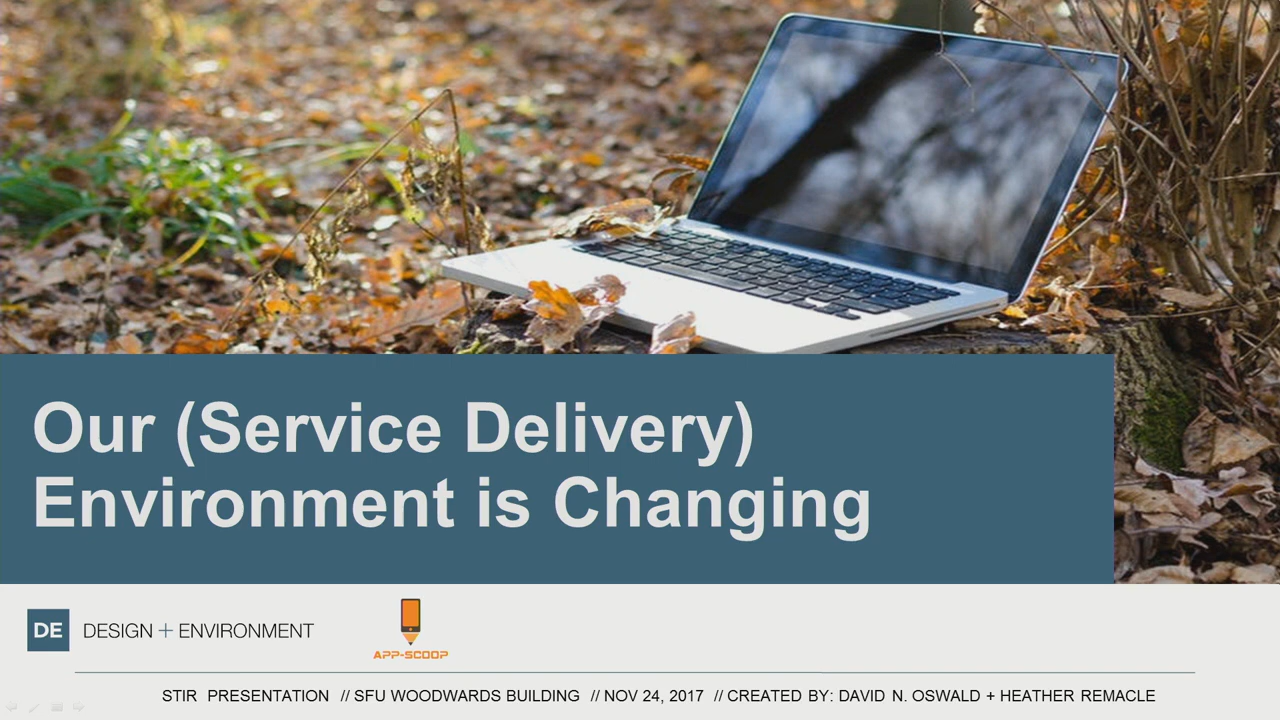 Our (Service Delivery)
Environment is Changing
DE DESIGN + ENVIRONMENT
APP-SCOOP
STIR PRESENTATION // SFU WOODWARDS BUILDING // NOV 24, 2017 // CREATED BY: DAVID N. OSWALD + HEATHER REMACLE